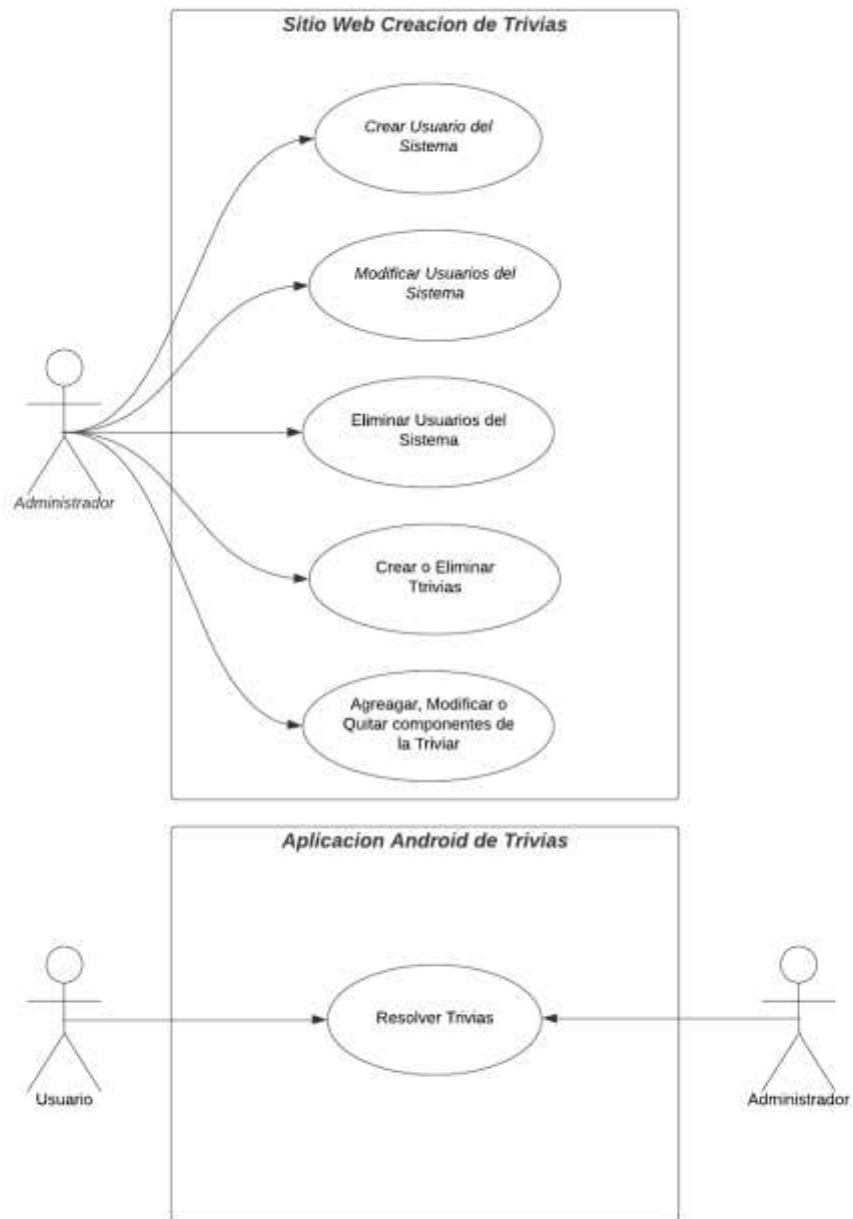 Sitio Web Creacion de Trivias
Crear Usuario del
Sistema
Modificar Usuarios del
Sistema
Eliminar Usuarios del
Sistema
Administrador
Crear o Eliminar
Ttrivias
Agreagar, Modificar o
Quitar componentes de
la Triviar
Aplicacion Android de Trivias
Resolver Trivias
Usuario
Administrador